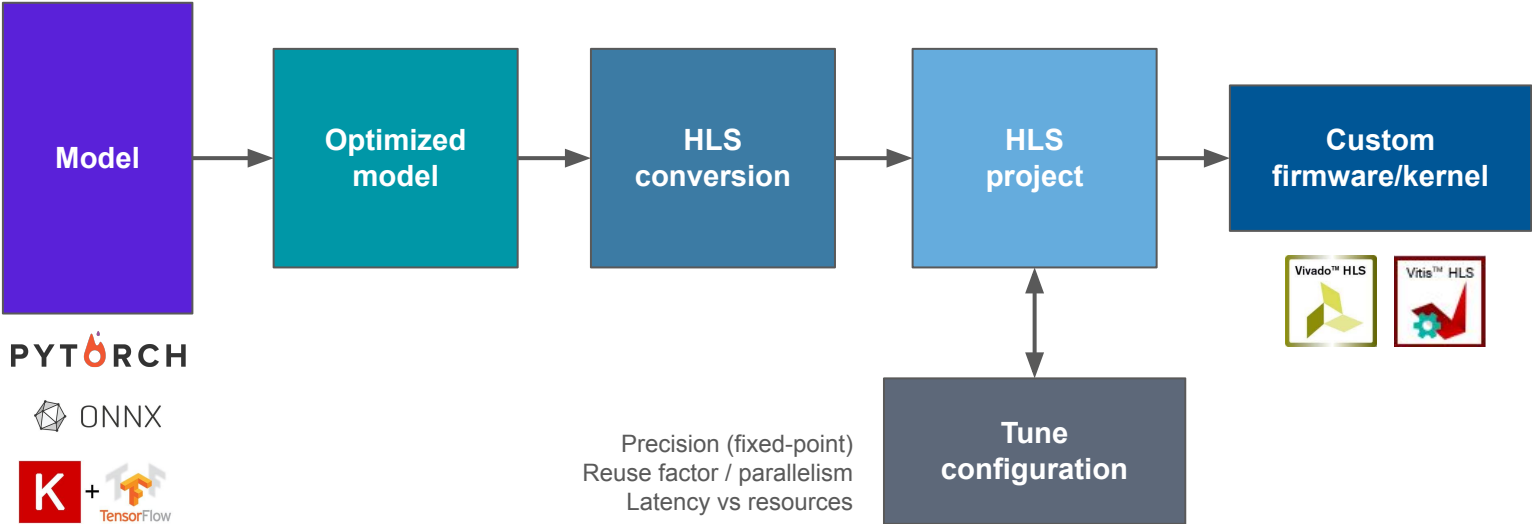 Model
Optimized
model
HLS
conversion
HLS
project
Custom
firmware/kernel
PYTORCH
ONNX
K + TensorFlow
Vivado™ HLS
Vitis™ HLS
Precision (fixed-point)
Reuse factor / parallelism
Latency vs resources
Tune
configuration